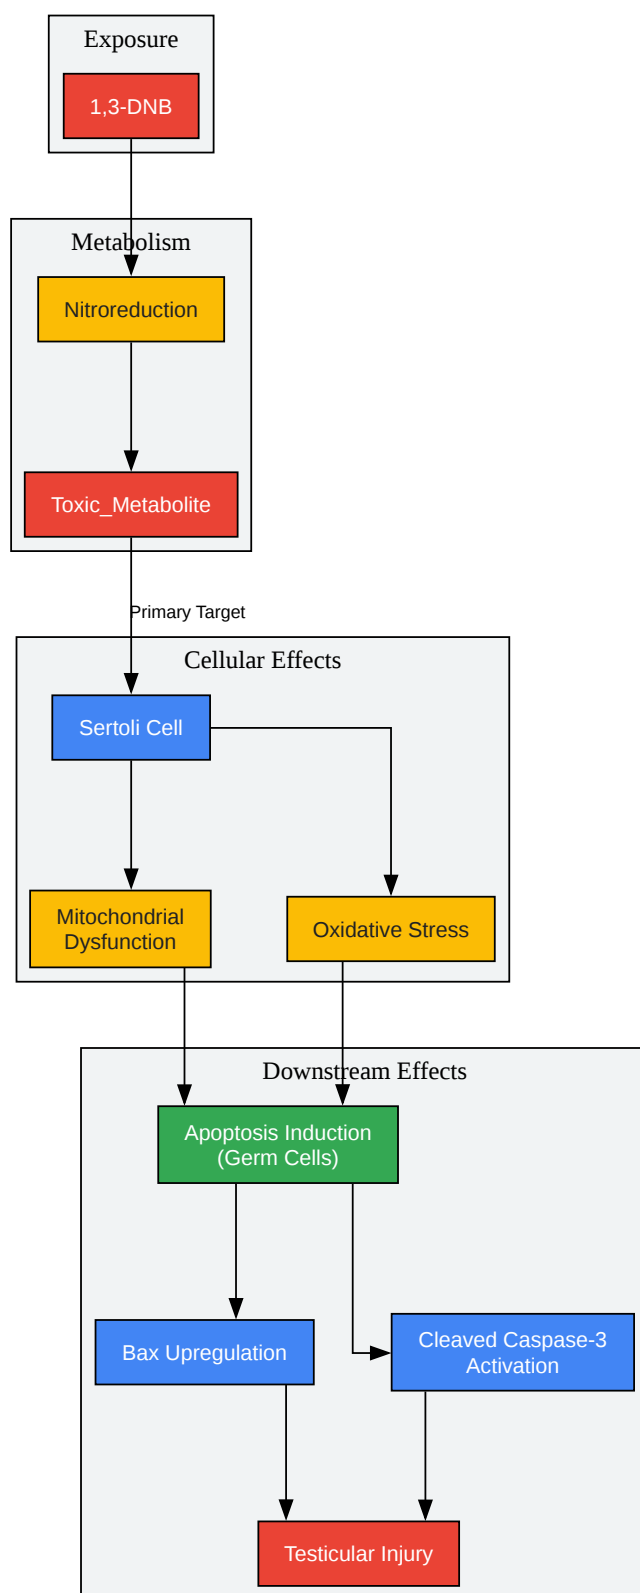 Exposure
1,3-DNB
Metabolism
Nitroreduction
Toxic_Metabolite
Primary Target
Cellular Effects
Sertoli Cell
Mitochondrial
Dysfunction
Oxidative Stress
Downstream Effects
Apoptosis Induction
(Germ Cells)
Bax Upregulation
Cleaved Caspase-3
Activation
Testicular Injury